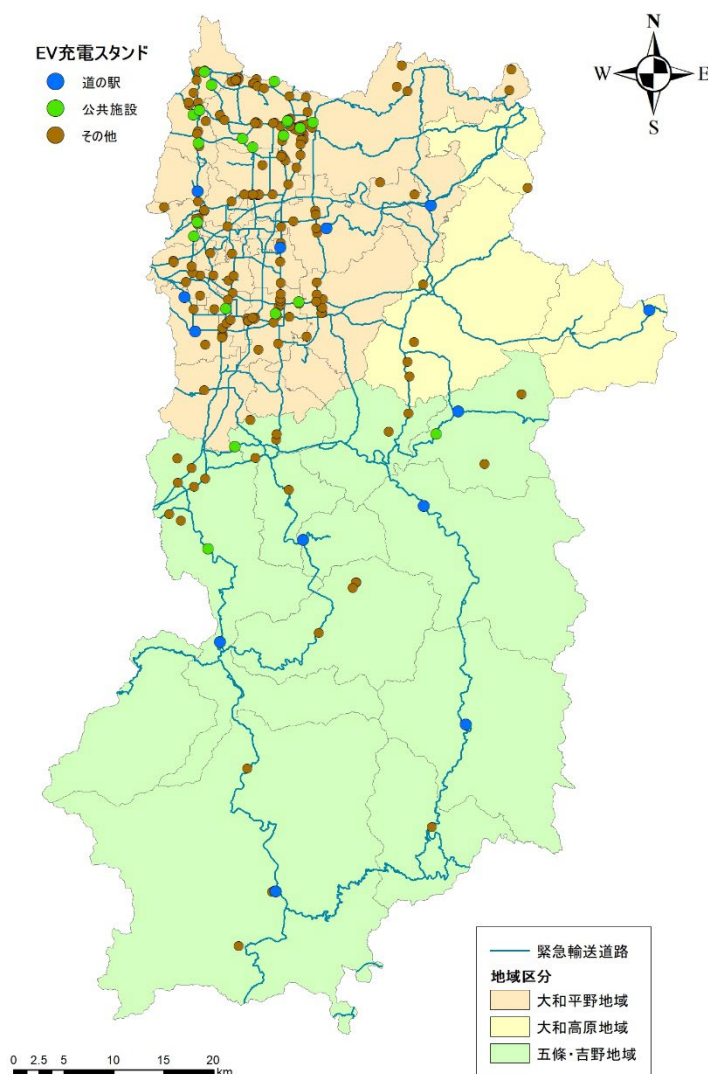 EV充電スタンド
道の駅
公共施設
その他
N
W E
S
緊急輸送道路
地域区分
大和平野地域
大和高原地域
五條・吉野地域
0 2.5 5 10 15 20
km